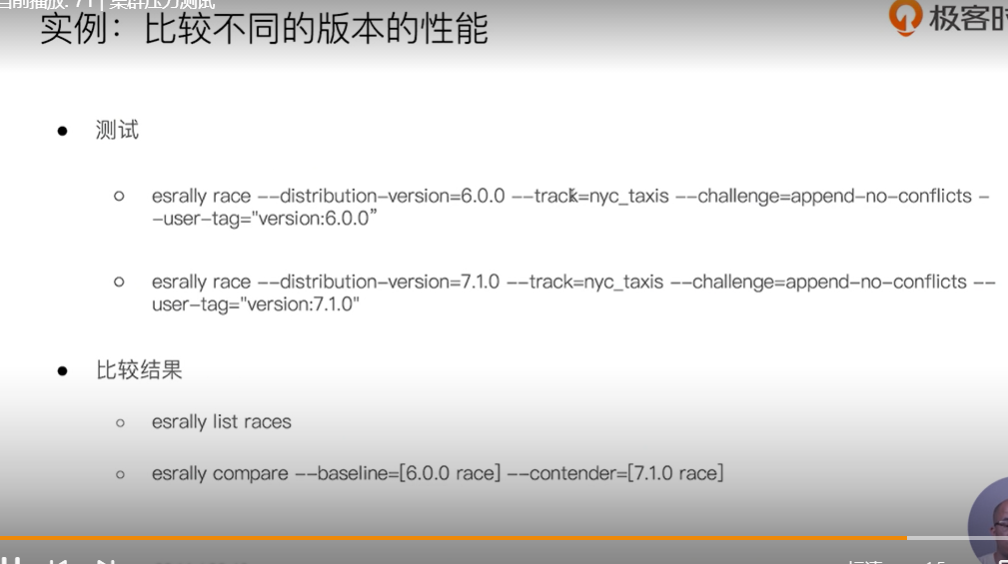 当前播放: 71 | 集群压力测试
实例：比较不同的版本的性能
极客时
● 测试
○ esrally race --distribution-version=6.0.0 --track=nyc_taxis --challenge=append-no-conflicts -
-user-tag="version:6.0.0”
○ esrally race --distribution-version=7.1.0 --track=nyc_taxis --challenge=append-no-conflicts --
user-tag="version:7.1.0"
● 比较结果
○ esrally list races
○ esrally compare --baseline=[6.0.0 race] --contender=[7.1.0 race]